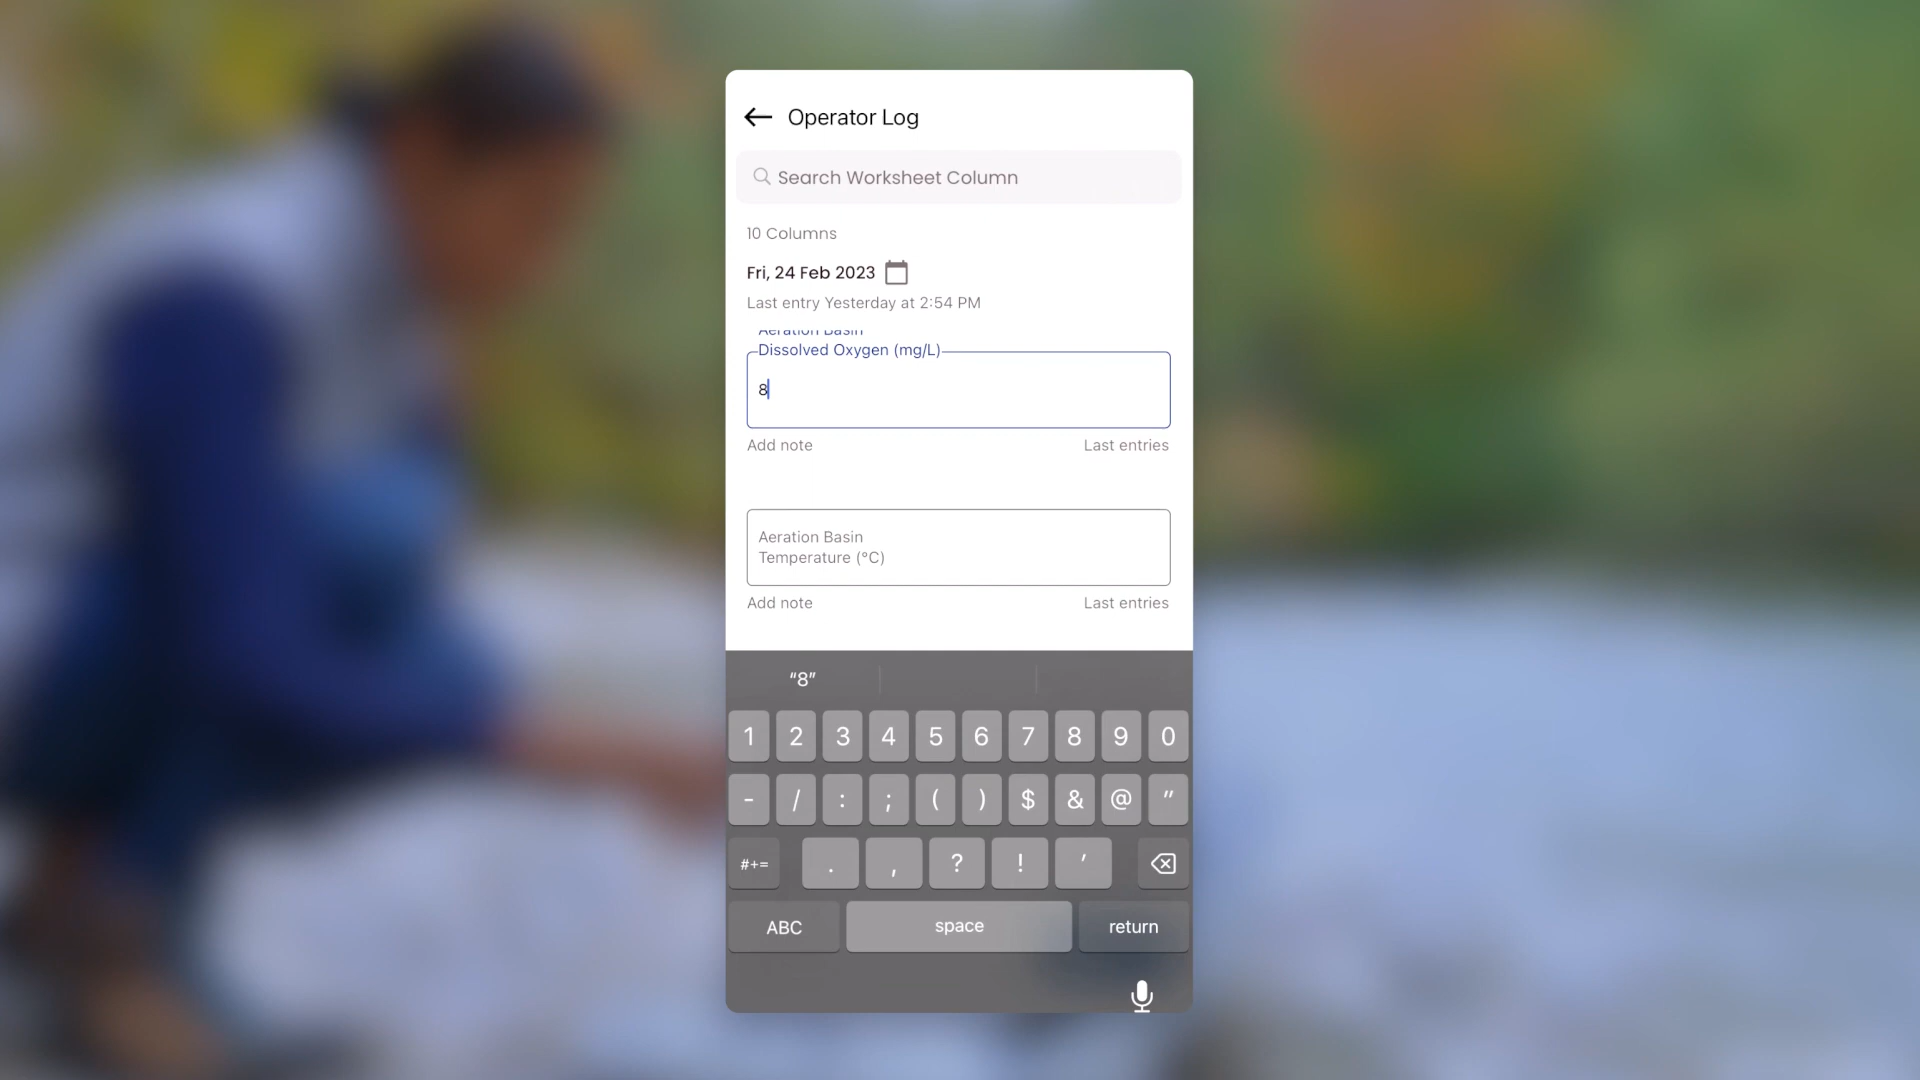 Operator Log
Search Worksheet Column
10 Columns
Fri, 24 Feb 2023
Last entry Yesterday at 2:54 PM
Aeration Basin
Dissolved Oxygen (mg/L)
8
Add note Last entries
Aeration Basin
Temperature (°C)
Add note Last entries
“8”
1 2 3 4 5 6 7 8 9 0
- / : ; ( ) $ & @ "
#+= . , ? ! '
ABC space return